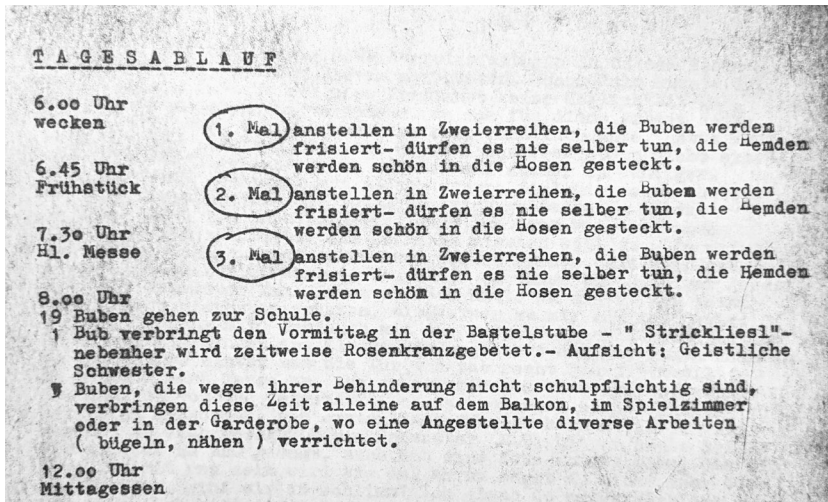 TAGESABLAUF
6.oo Uhr
wecken
1. Mal anstellen in Zweierreihen, die Buben werden
frisiert- dürfen es nie selber tun, die Hemden
werden schön in die Hosen gesteckt.
6.45 Uhr
Frühstück
2. Mal anstellen in Zweierreihen, die Buben werden
frisiert- dürfen es nie selber tun, die Hemden
werden schön in die Hosen gesteckt.
7.3o Uhr
Hl. Messe
3. Mal anstellen in Zweierreihen, die Buben werden
frisiert- dürfen es nie selber tun, die Hemden
werden schön in die Hosen gesteckt.
8.oo Uhr
19 Buben gehen zur Schule.
1 Bub verbringt den Vormittag in der Bastelstube - " Strickliesl"-
nebenher wird zeitweise Rosenkranzgebetet.- Aufsicht: Geistliche
Schwester.
Buben, die wegen ihrer Behinderung nicht schulpflichtig sind,
verbringen diese Zeit alleine auf dem Balkon, im Spielzimmer
oder in der Garderobe, wo eine Angestellte diverse Arbeiten
( bügeln, nähen ) verrichtet.
12.oo Uhr
Mittagessen